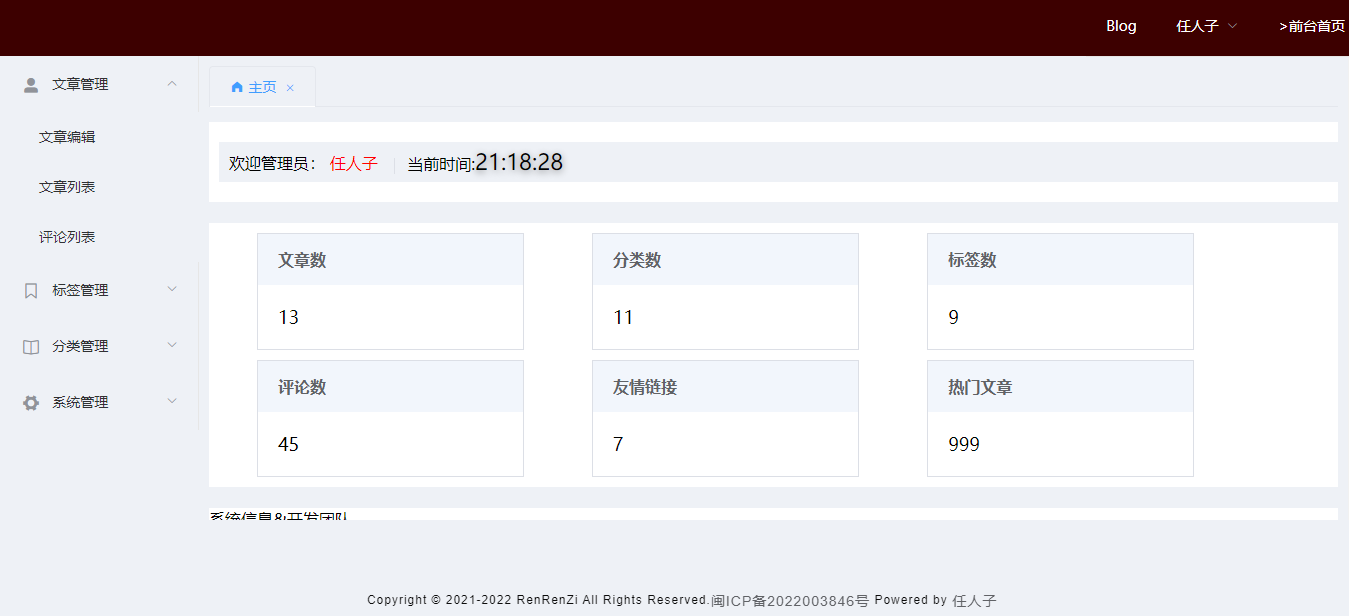 Blog 任人子 >前台首页
文章管理
主页
文章编辑
文章列表
评论列表
标签管理
分类管理
系统管理
欢迎管理员： 任人子 当前时间:21:18:28
文章数 分类数 标签数
13 11 9
评论数 友情链接 热门文章
45 7 999
系统信息&开发团队
Copyright © 2021-2022 RenRenZi All Rights Reserved.闽ICP备2022003846号 Powered by 任人子